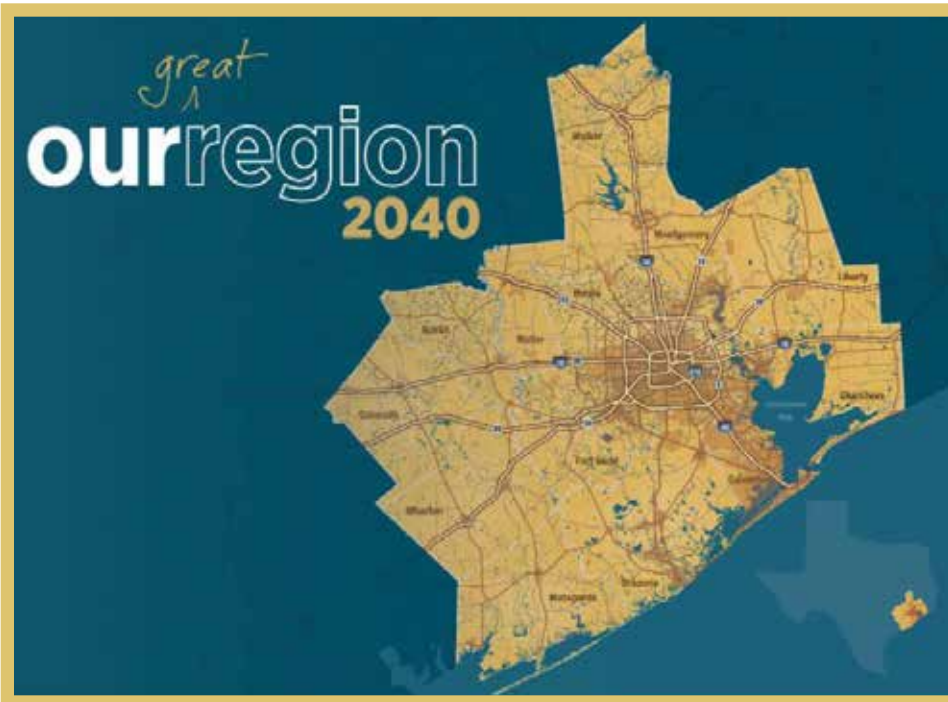 great
ourregion
2040
Walker
Montgomery
Liberty
Harris
Austin
Waller
Colorado
Chambers
Fort Bend
Galveston
Wharton
Brazoria
Matagorda